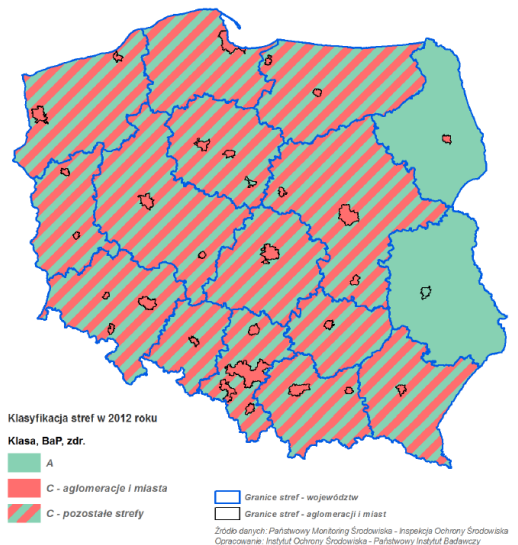 Klasyfikacja stref w 2012 roku
Klasa, BaP, zdr.
A
C - aglomeracje i miasta
C - pozostałe strefy
Granice stref - województw
Granice stref - aglomeracji i miast
Źródło danych: Państwowy Monitoring Środowiska - Inspekcja Ochrony Środowiska
Opracowanie: Instytut Ochrony Środowiska - Państwowy Instytut Badawczy